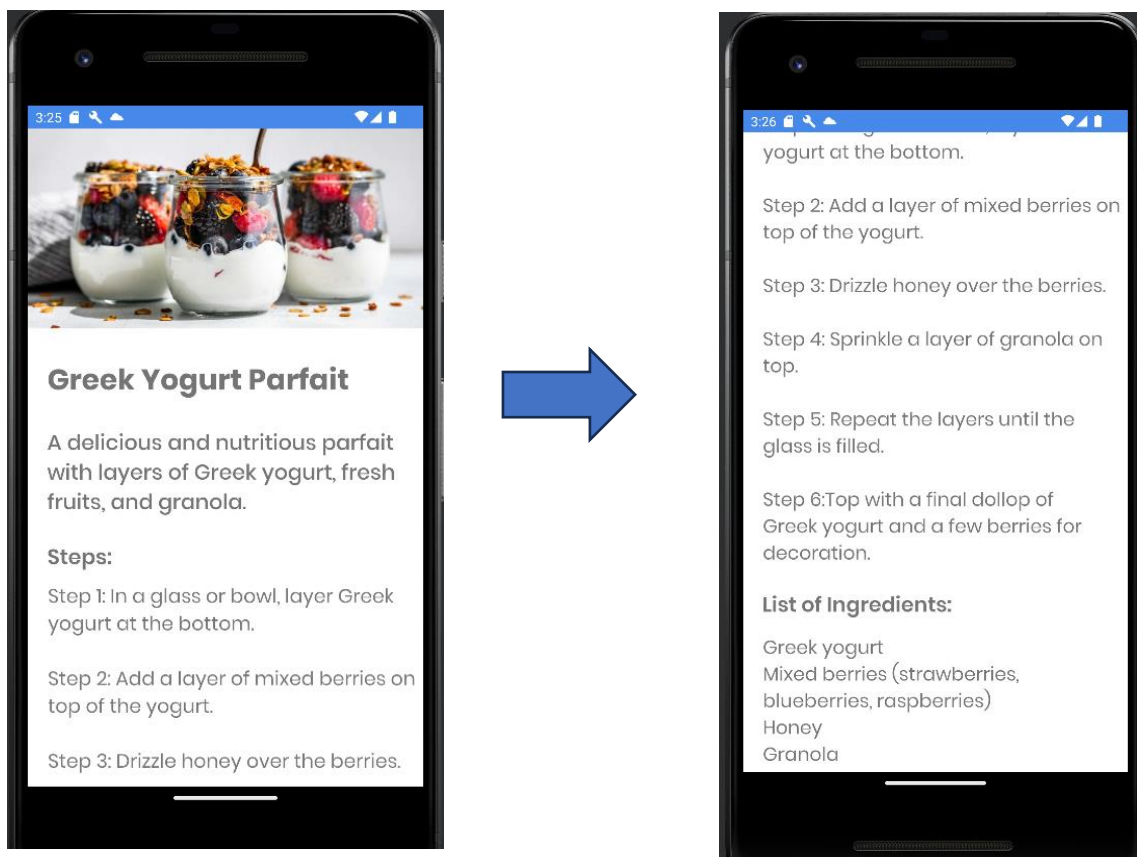 3:25
Greek Yogurt Parfait
A delicious and nutritious parfait
with layers of Greek yogurt, fresh
fruits, and granola.
Steps:
Step 1: In a glass or bowl, layer Greek
yogurt at the bottom.
Step 2: Add a layer of mixed berries on
top of the yogurt.
Step 3: Drizzle honey over the berries.
3:26
yogurt at the bottom.
Step 2: Add a layer of mixed berries on
top of the yogurt.
Step 3: Drizzle honey over the berries.
Step 4: Sprinkle a layer of granola on
top.
Step 5: Repeat the layers until the
glass is filled.
Step 6:Top with a final dollop of
Greek yogurt and a few berries for
decoration.
List of Ingredients:
Greek yogurt
Mixed berries (strawberries,
blueberries, raspberries)
Honey
Granola